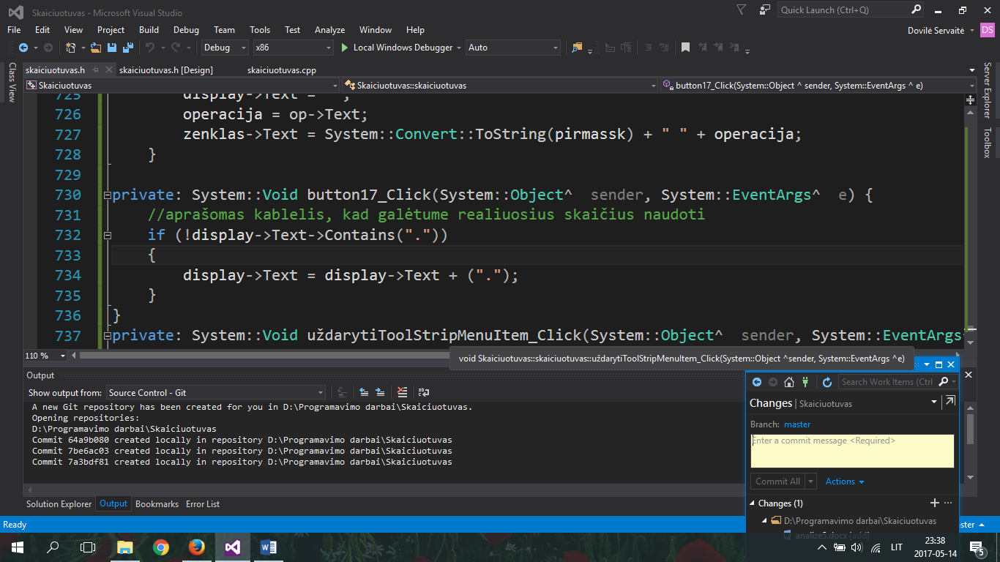 Skaiciuotuvas - Microsoft Visual Studio
Quick Launch (Ctrl+Q)
File Edit View Project Build Debug Team Tools Test Analyze Window Help
Dovilė Servaitė DS
Debug x86 Local Windows Debugger Auto
Class View
Server Explorer
Toolbox
skaiciuotuvas.h skaiciuotuvas.h [Design] skaiciuotuvas.cpp
Skaiciuotuvas Skaiciuotuvas::skaiciuotuvas button17_Click(System::Object ^ sender, System::EventArgs ^ e)
725 display->Text = " ";
726 operacija = op->Text;
727 zenklas->Text = System::Convert::ToString(pirmassk) + " " + operacija;
728 }
729
730 private: System::Void button17_Click(System::Object^  sender, System::EventArgs^  e) {
731 //aprašomas kablelis, kad galėtume realiuosius skaičius naudoti
732 if (!display->Text->Contains("."))
733 {
734 display->Text = display->Text + (".");
735 }
736 }
737 private: System::Void uždarytiToolStripMenuItem_Click(System::Object^  sender, System::EventArgs
110 %
void Skaiciuotuvas::skaiciuotuvas::uždarytiToolStripMenuItem_Click(System::Object ^sender, System::EventArgs ^e)
Output
Show output from: Source Control - Git
A new Git repository has been created for you in D:\Programavimo darbai\Skaiciuotuvas.
Opening repositories:
D:\Programavimo darbai\Skaiciuotuvas
Commit 64a9b080 created locally in repository D:\Programavimo darbai\Skaiciuotuvas
Commit 7be6ac03 created locally in repository D:\Programavimo darbai\Skaiciuotuvas
Commit 7a3bdf81 created locally in repository D:\Programavimo darbai\Skaiciuotuvas
Search Work Items (Ctrl
Changes | Skaiciuotuvas
Branch: master
Enter a commit message <Required>
Commit All Actions
Changes (1)
D:\Programavimo darbai\Skaiciuotuvas
analize5.docx [add]
Solution Explorer Output Bookmarks Error List
Ready
ster
LIT
23:38
2017-05-14
5